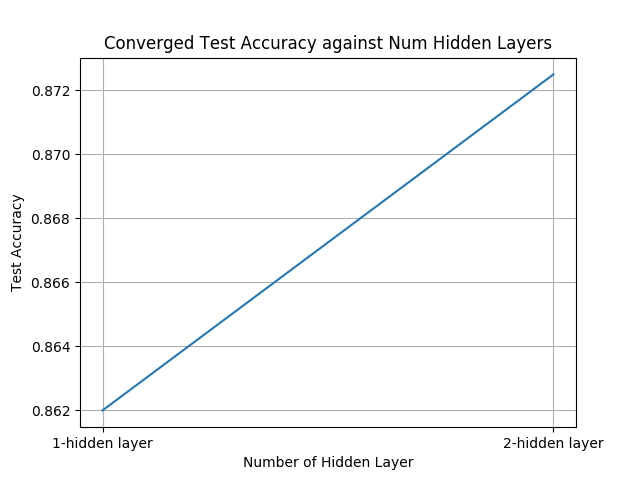 Converged Test Accuracy against Num Hidden Layers
0.872
0.870
0.868
0.866
0.864
0.862
Test Accuracy
1-hidden layer
2-hidden layer
Number of Hidden Layer